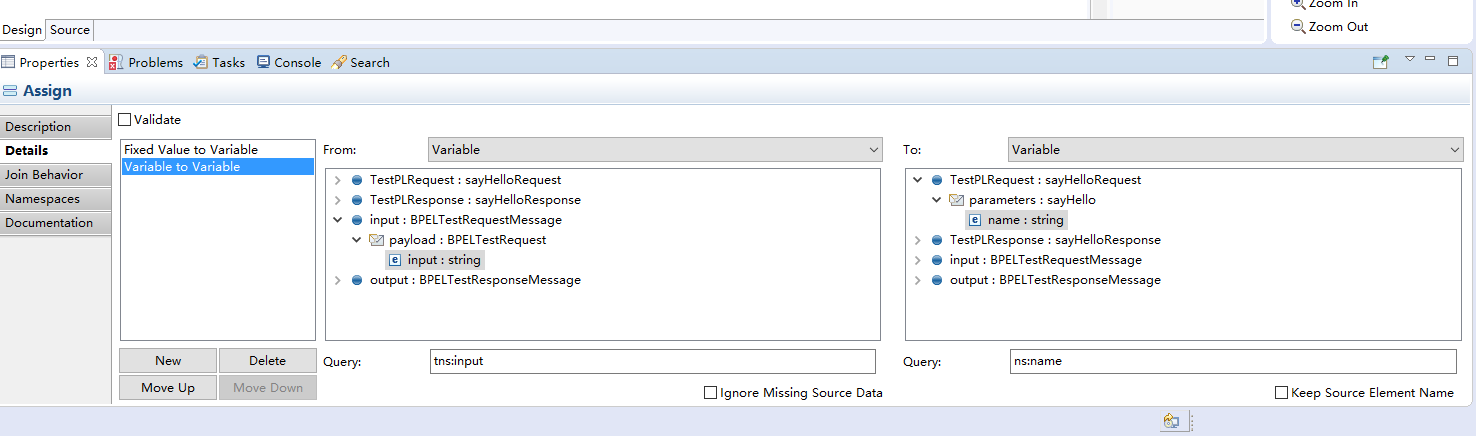 Zoom In
Zoom Out
Design Source
Properties Problems Tasks Console Search
Assign
Description
Details
Join Behavior
Namespaces
Documentation
Validate
Fixed Value to Variable
Variable to Variable
New Delete
Move Up Move Down
From: Variable
TestPLRequest : sayHelloRequest
TestPLResponse : sayHelloResponse
input : BPELTestRequestMessage
payload : BPELTestRequest
e input : string
output : BPELTestResponseMessage
Query: tns:input
Ignore Missing Source Data
To: Variable
TestPLRequest : sayHelloRequest
parameters : sayHello
e name : string
TestPLResponse : sayHelloResponse
input : BPELTestRequestMessage
output : BPELTestResponseMessage
Query: ns:name
Keep Source Element Name